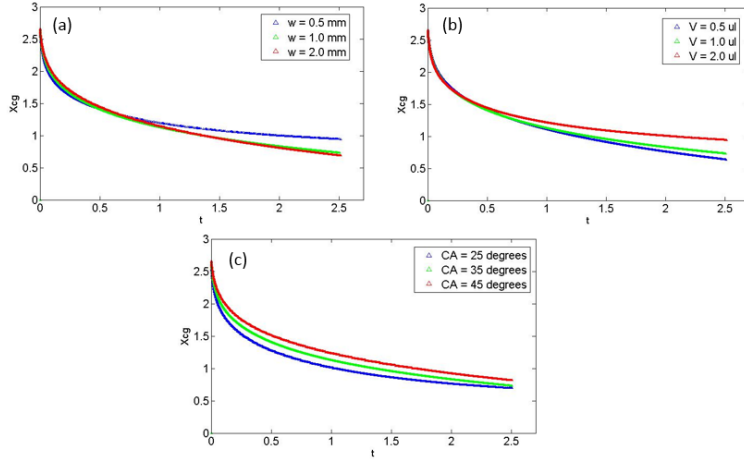 (a)
w = 0.5 mm
w = 1.0 mm
w = 2.0 mm
Xcg
3
2.5
2
1.5
1
0.5
0
0 0.5 1 1.5 2 2.5
t
(b)
V = 0.5 ul
V = 1.0 ul
V = 2.0 ul
Xcg
3
2.5
2
1.5
1
0.5
0
0 0.5 1 1.5 2 2.5
t
(c)
CA = 25 degrees
CA = 35 degrees
CA = 45 degrees
Xcg
3
2.5
2
1.5
1
0.5
0
0 0.5 1 1.5 2 2.5
t